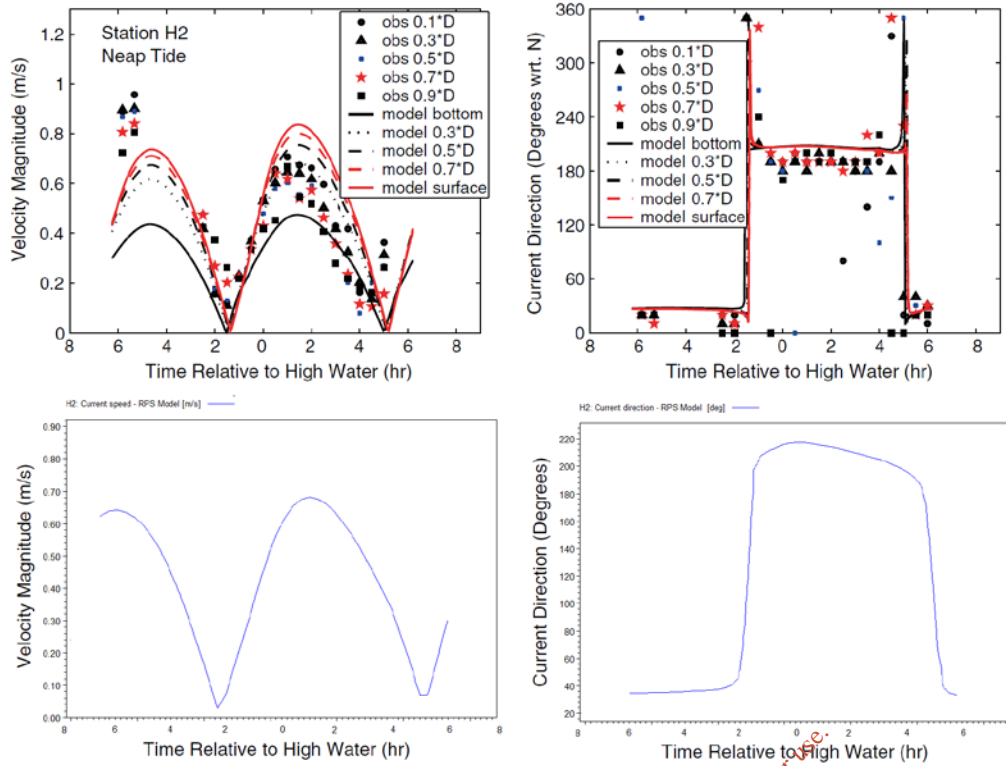 Station H2
Neap Tide
obs 0.1*D
obs 0.3*D
obs 0.5*D
obs 0.7*D
obs 0.9*D
model bottom
model 0.3*D
model 0.5*D
model 0.7*D
model surface
Velocity Magnitude (m/s)
1.2
1
0.8
0.6
0.4
0.2
0
8 6 4 2 0 2 4 6 8
Time Relative to High Water (hr)
obs 0.1*D
obs 0.3*D
obs 0.5*D
obs 0.7*D
obs 0.9*D
model bottom
model 0.3*D
model 0.5*D
model 0.7*D
model surface
Current Direction (Degrees wrt. N)
360
300
240
180
120
60
0
8 6 4 2 0 2 4 6 8
Time Relative to High Water (hr)
H2: Current speed - RPS Model [m/s]
Velocity Magnitude (m/s)
0.90
0.80
0.70
0.60
0.50
0.40
0.30
0.20
0.10
0.00
8 6 4 2 0 2 4 6 8
Time Relative to High Water (hr)
H2: Current direction - RPS Model [deg]
Current Direction (Degrees)
220
200
180
160
140
120
100
80
60
40
20
8 6 4 2 0 2 4 6 8
Time Relative to High Water (hr)
use.